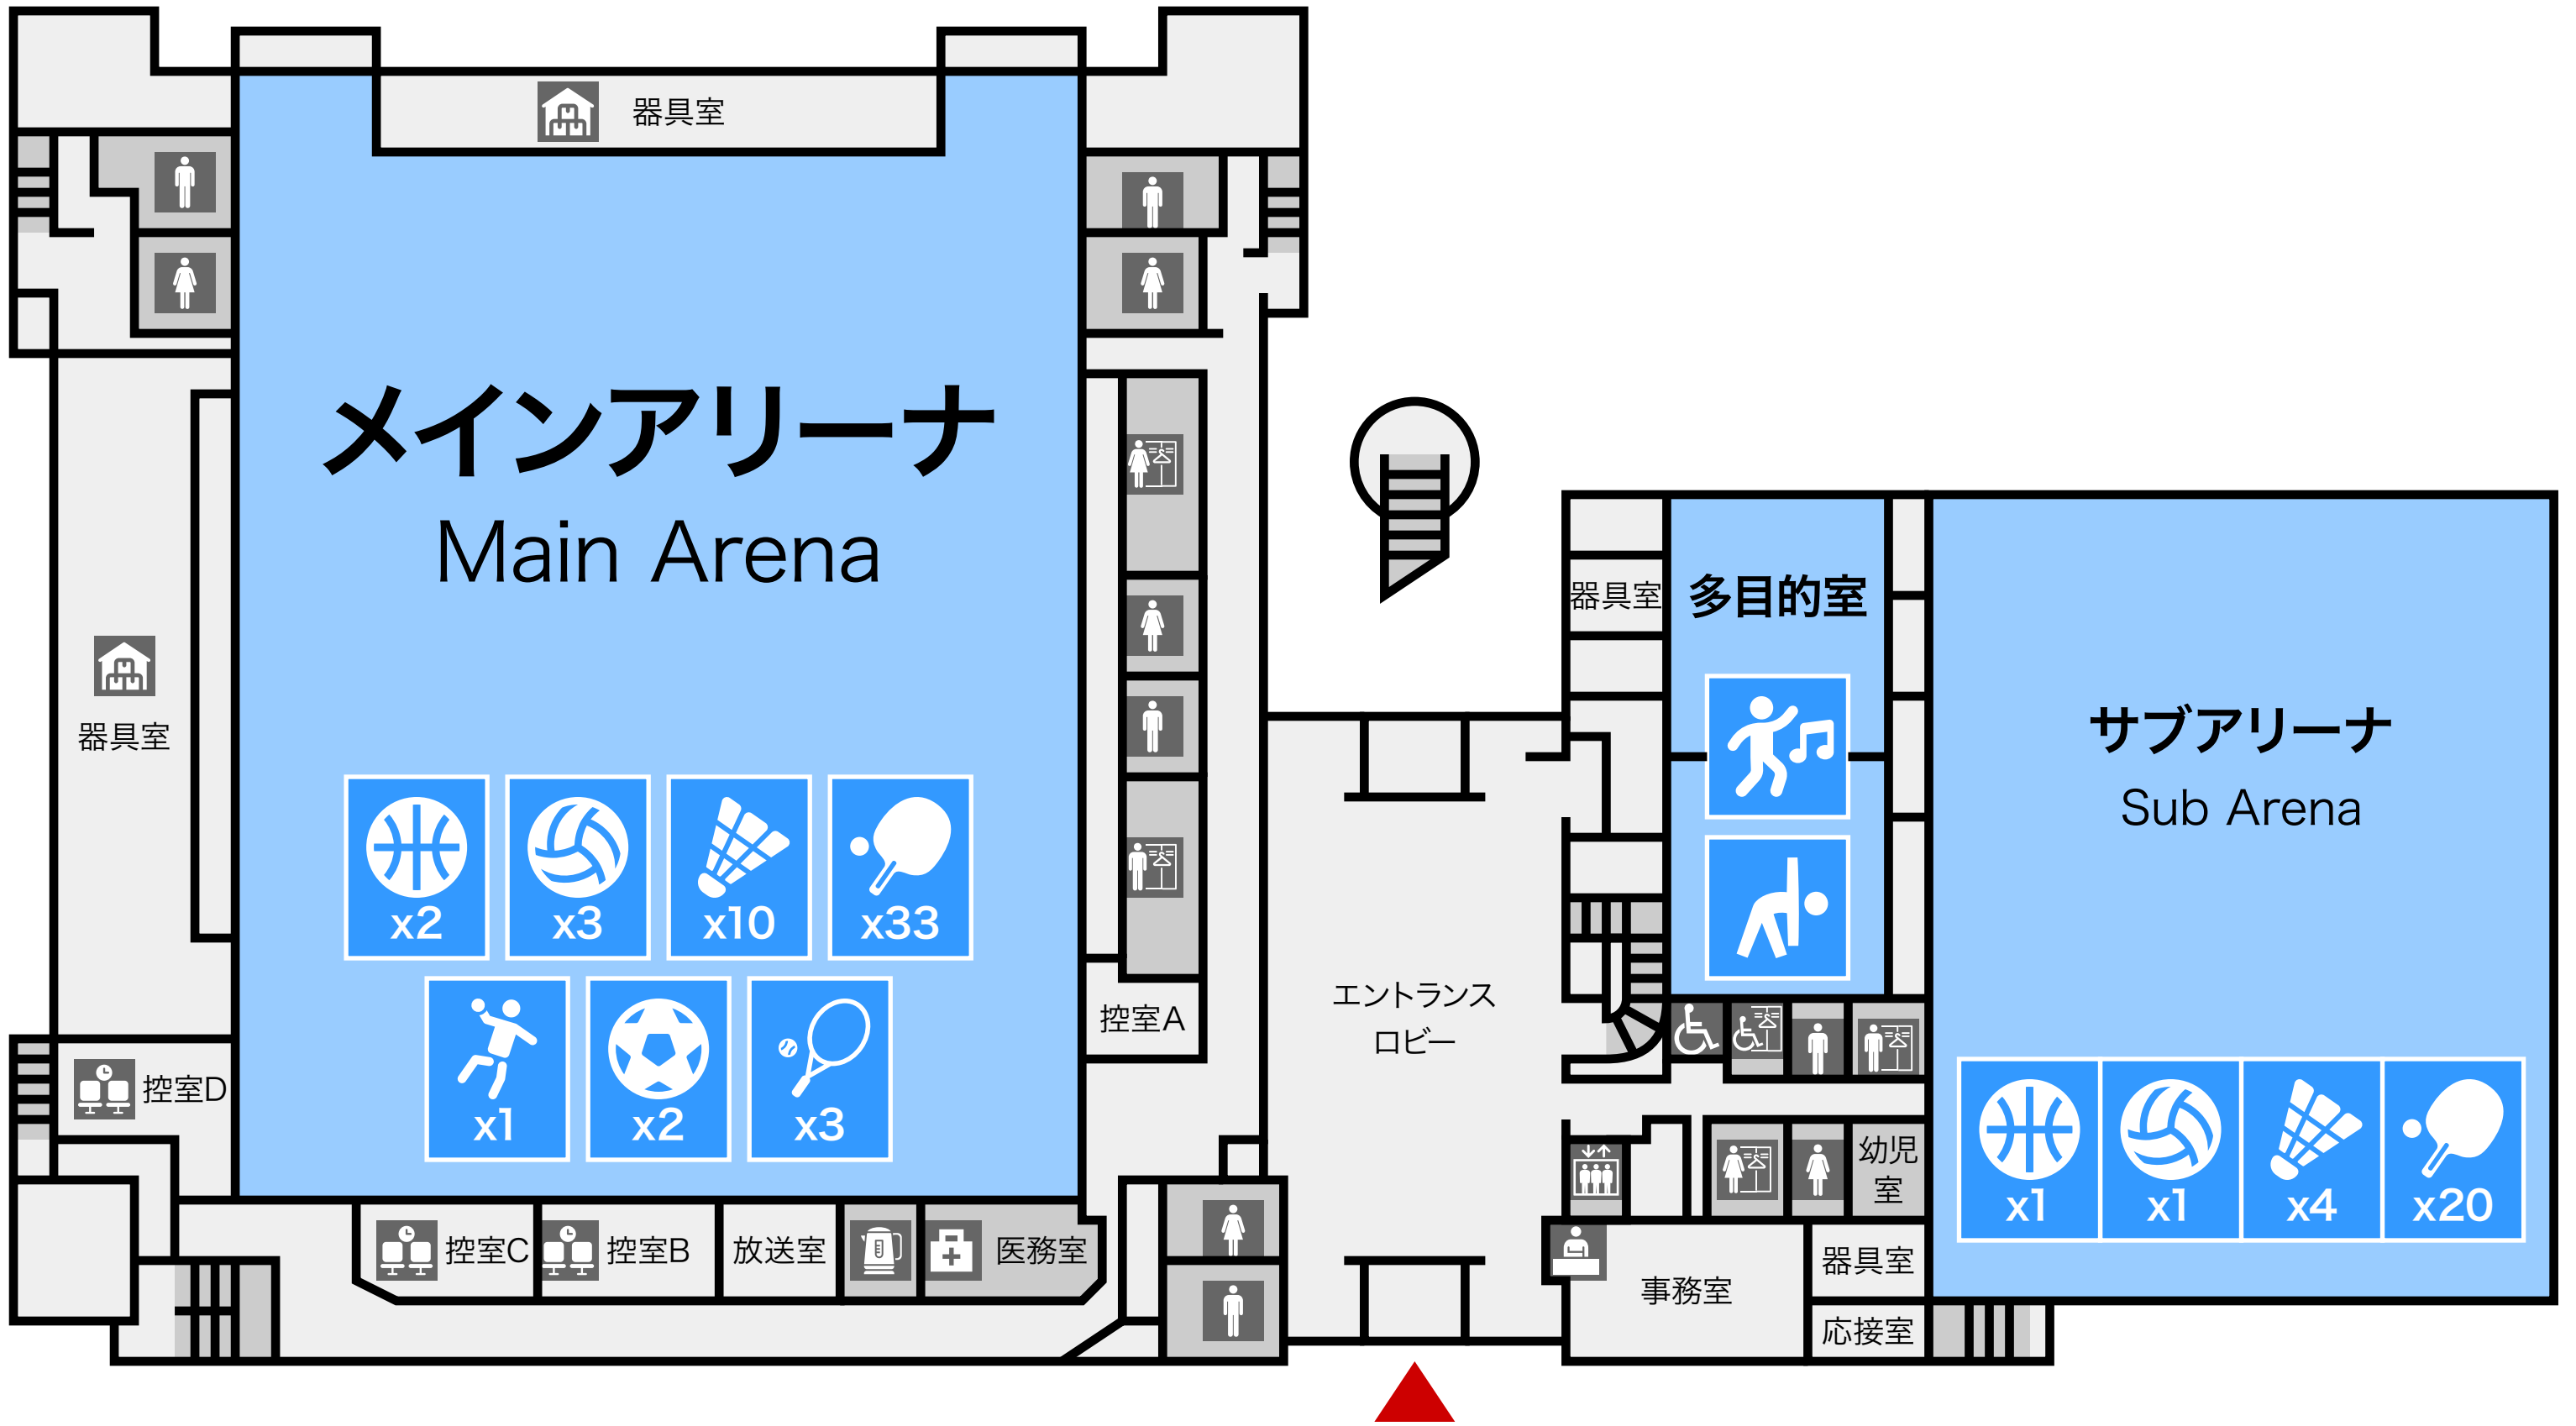 器具室
メインアリーナ
Main Arena
器具室
x2
x3
x10
x33
x1
x2
x3
控室D
控室C
控室B
放送室
医務室
控室A
エントランス
ロビー
器具室
多目的室
サブアリーナ
Sub Arena
x1
x1
x4
x20
幼児
室
事務室
器具室
応接室